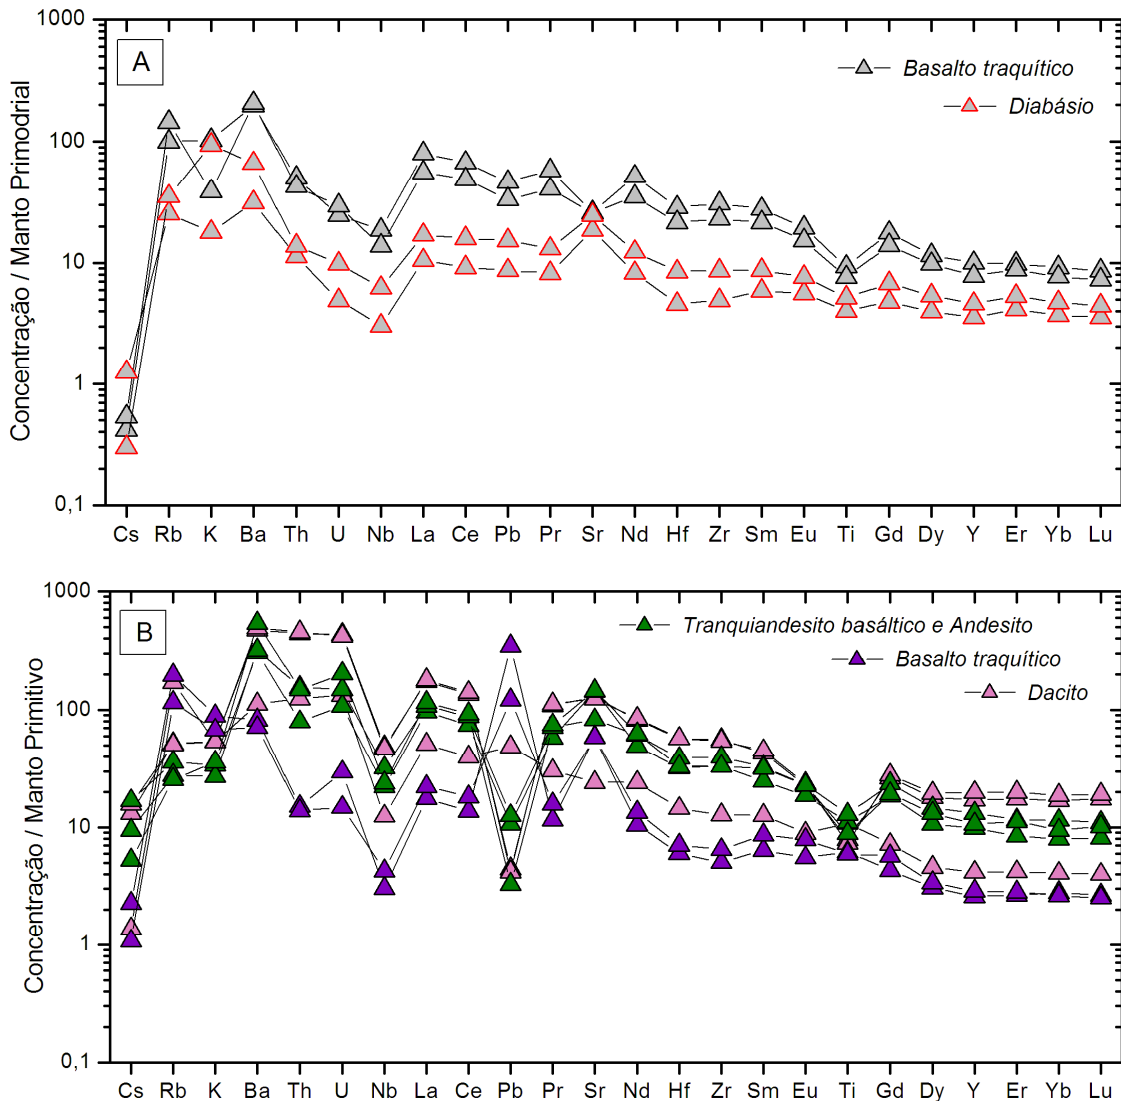 1000
A
Basalto traquítico
Diabásio
100
10
1
0,1
Concentração / Manto Primodrial
Cs Rb K Ba Th U Nb La Ce Pb Pr Sr Nd Hf Zr Sm Eu Ti Gd Dy Y Er Yb Lu
1000
B
Tranquiandesito basáltico e Andesito
Basalto traquítico
Dacito
100
10
1
0,1
Concentração / Manto Primitivo
Cs Rb K Ba Th U Nb La Ce Pb Pr Sr Nd Hf Zr Sm Eu Ti Gd Dy Y Er Yb Lu